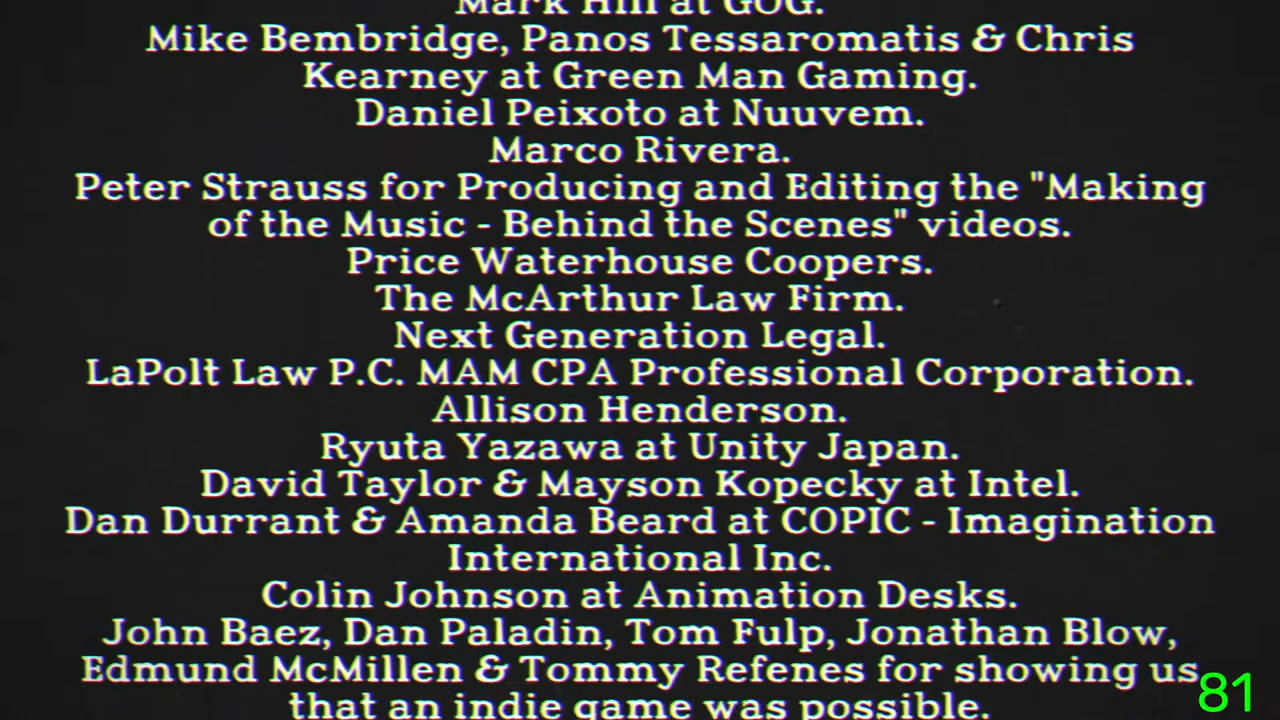 Mark Hill at GOG.
Mike Bembridge, Panos Tessaromatis & Chris
Kearney at Green Man Gaming.
Daniel Peixoto at Nuuvem.
Marco Rivera.
Peter Strauss for Producing and Editing the "Making
of the Music - Behind the Scenes" videos.
Price Waterhouse Coopers.
The McArthur Law Firm.
Next Generation Legal.
LaPolt Law P.C. MAM CPA Professional Corporation.
Allison Henderson.
Ryuta Yazawa at Unity Japan.
David Taylor & Mayson Kopecky at Intel.
Dan Durrant & Amanda Beard at COPIC - Imagination
International Inc.
Colin Johnson at Animation Desks.
John Baez, Dan Paladin, Tom Fulp, Jonathan Blow,
Edmund McMillen & Tommy Refenes for showing us
that an indie game was possible.
81